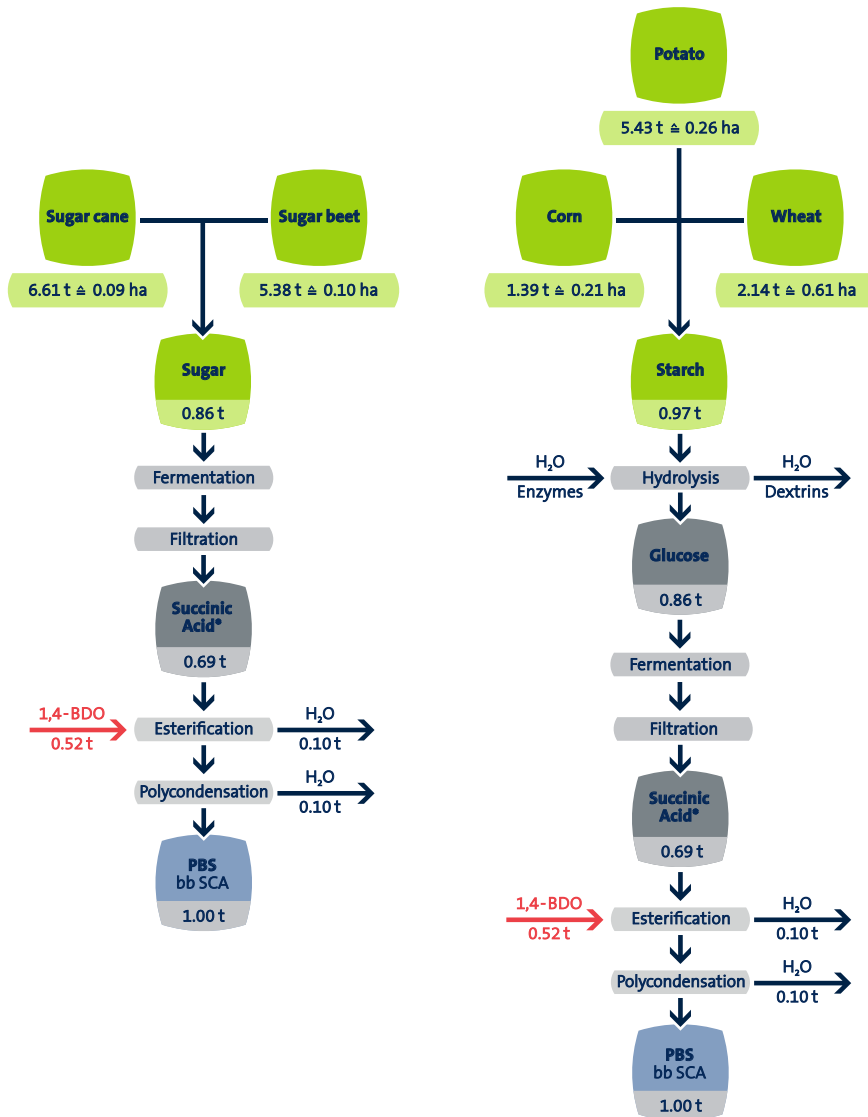 Potato
5.43 t ≙ 0.26 ha
Sugar cane
6.61 t ≙ 0.09 ha
Sugar beet
5.38 t ≙ 0.10 ha
Sugar
0.86 t
Fermentation
Filtration
Succinic
Acid*
0.69 t
1,4-BDO
0.52 t
Esterification
H₂O
0.10 t
Polycondensation
H₂O
0.10 t
PBS
bb SCA
1.00 t
Corn
1.39 t ≙ 0.21 ha
Wheat
2.14 t ≙ 0.61 ha
Starch
0.97 t
H₂O
Enzymes
Hydrolysis
H₂O
Dextrins
Glucose
0.86 t
Fermentation
Filtration
Succinic
Acid*
0.69 t
1,4-BDO
0.52 t
Esterification
H₂O
0.10 t
Polycondensation
H₂O
0.10 t
PBS
bb SCA
1.00 t